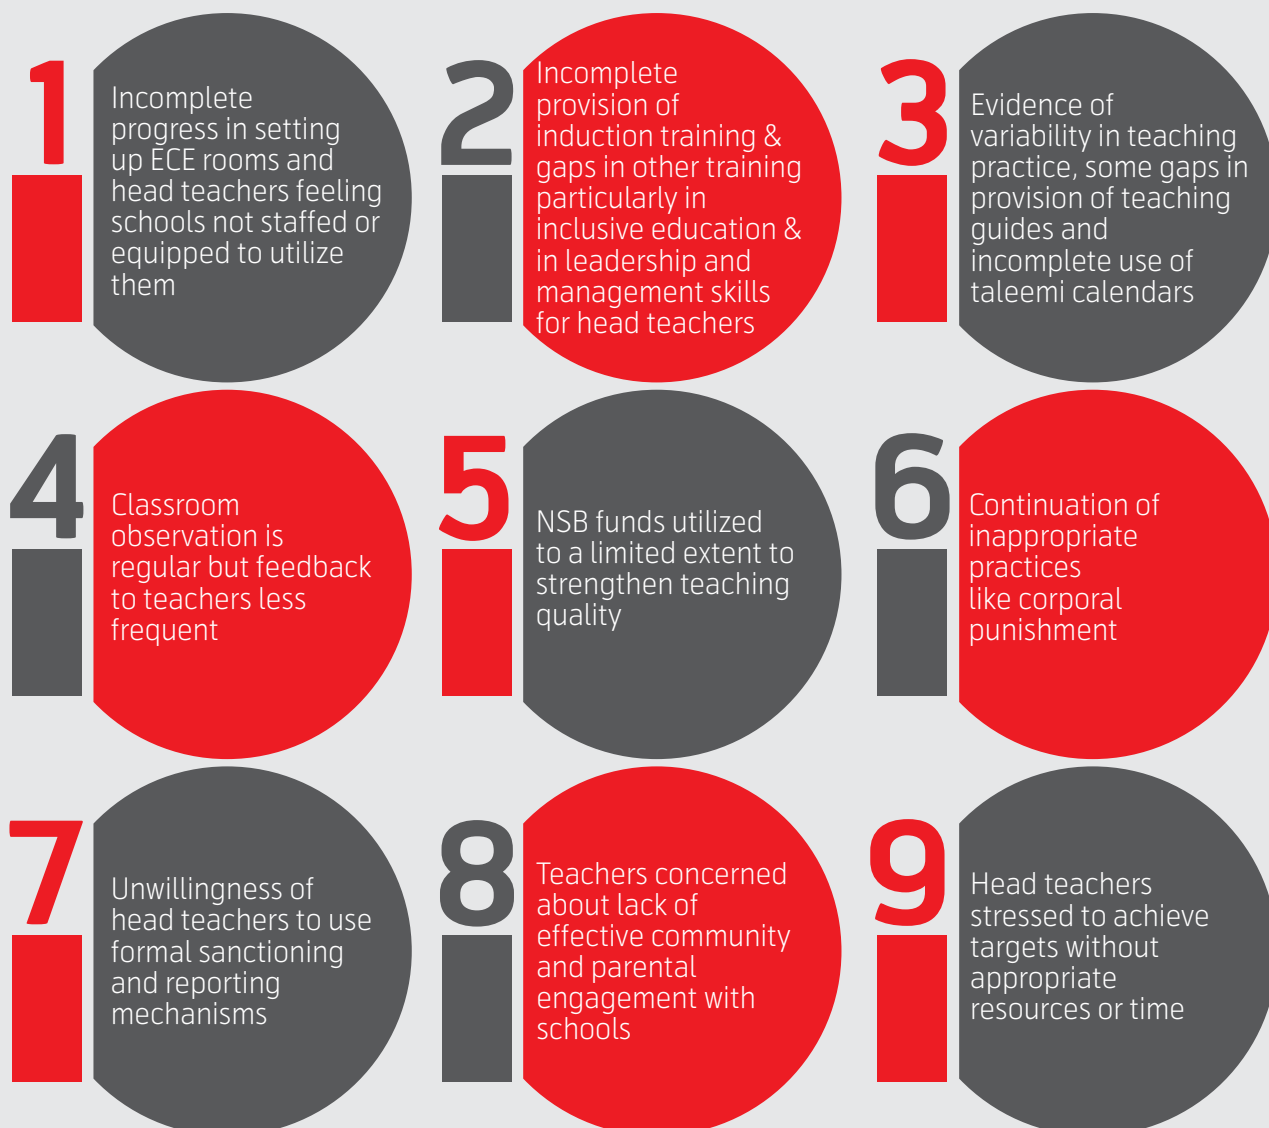 1
Incomplete
progress in setting
up ECE rooms and
head teachers feeling
schools not staffed or
equipped to utilize
them
2
Incomplete
provision of
induction training &
gaps in other training
particularly in
inclusive education &
in leadership and
management skills
for head teachers
3
Evidence of
variability in teaching
practice, some gaps in
provision of teaching
guides and
incomplete use of
taleemi calendars
4
Classroom
observation is
regular but feedback
to teachers less
frequent
5
NSB funds utilized
to a limited extent to
strengthen teaching
quality
6
Continuation of
inappropriate
practices
like corporal
punishment
7
Unwillingness of
head teachers to use
formal sanctioning
and reporting
mechanisms
8
Teachers concerned
about lack of
effective community
and parental
engagement with
schools
9
Head teachers
stressed to achieve
targets without
appropriate
resources or time